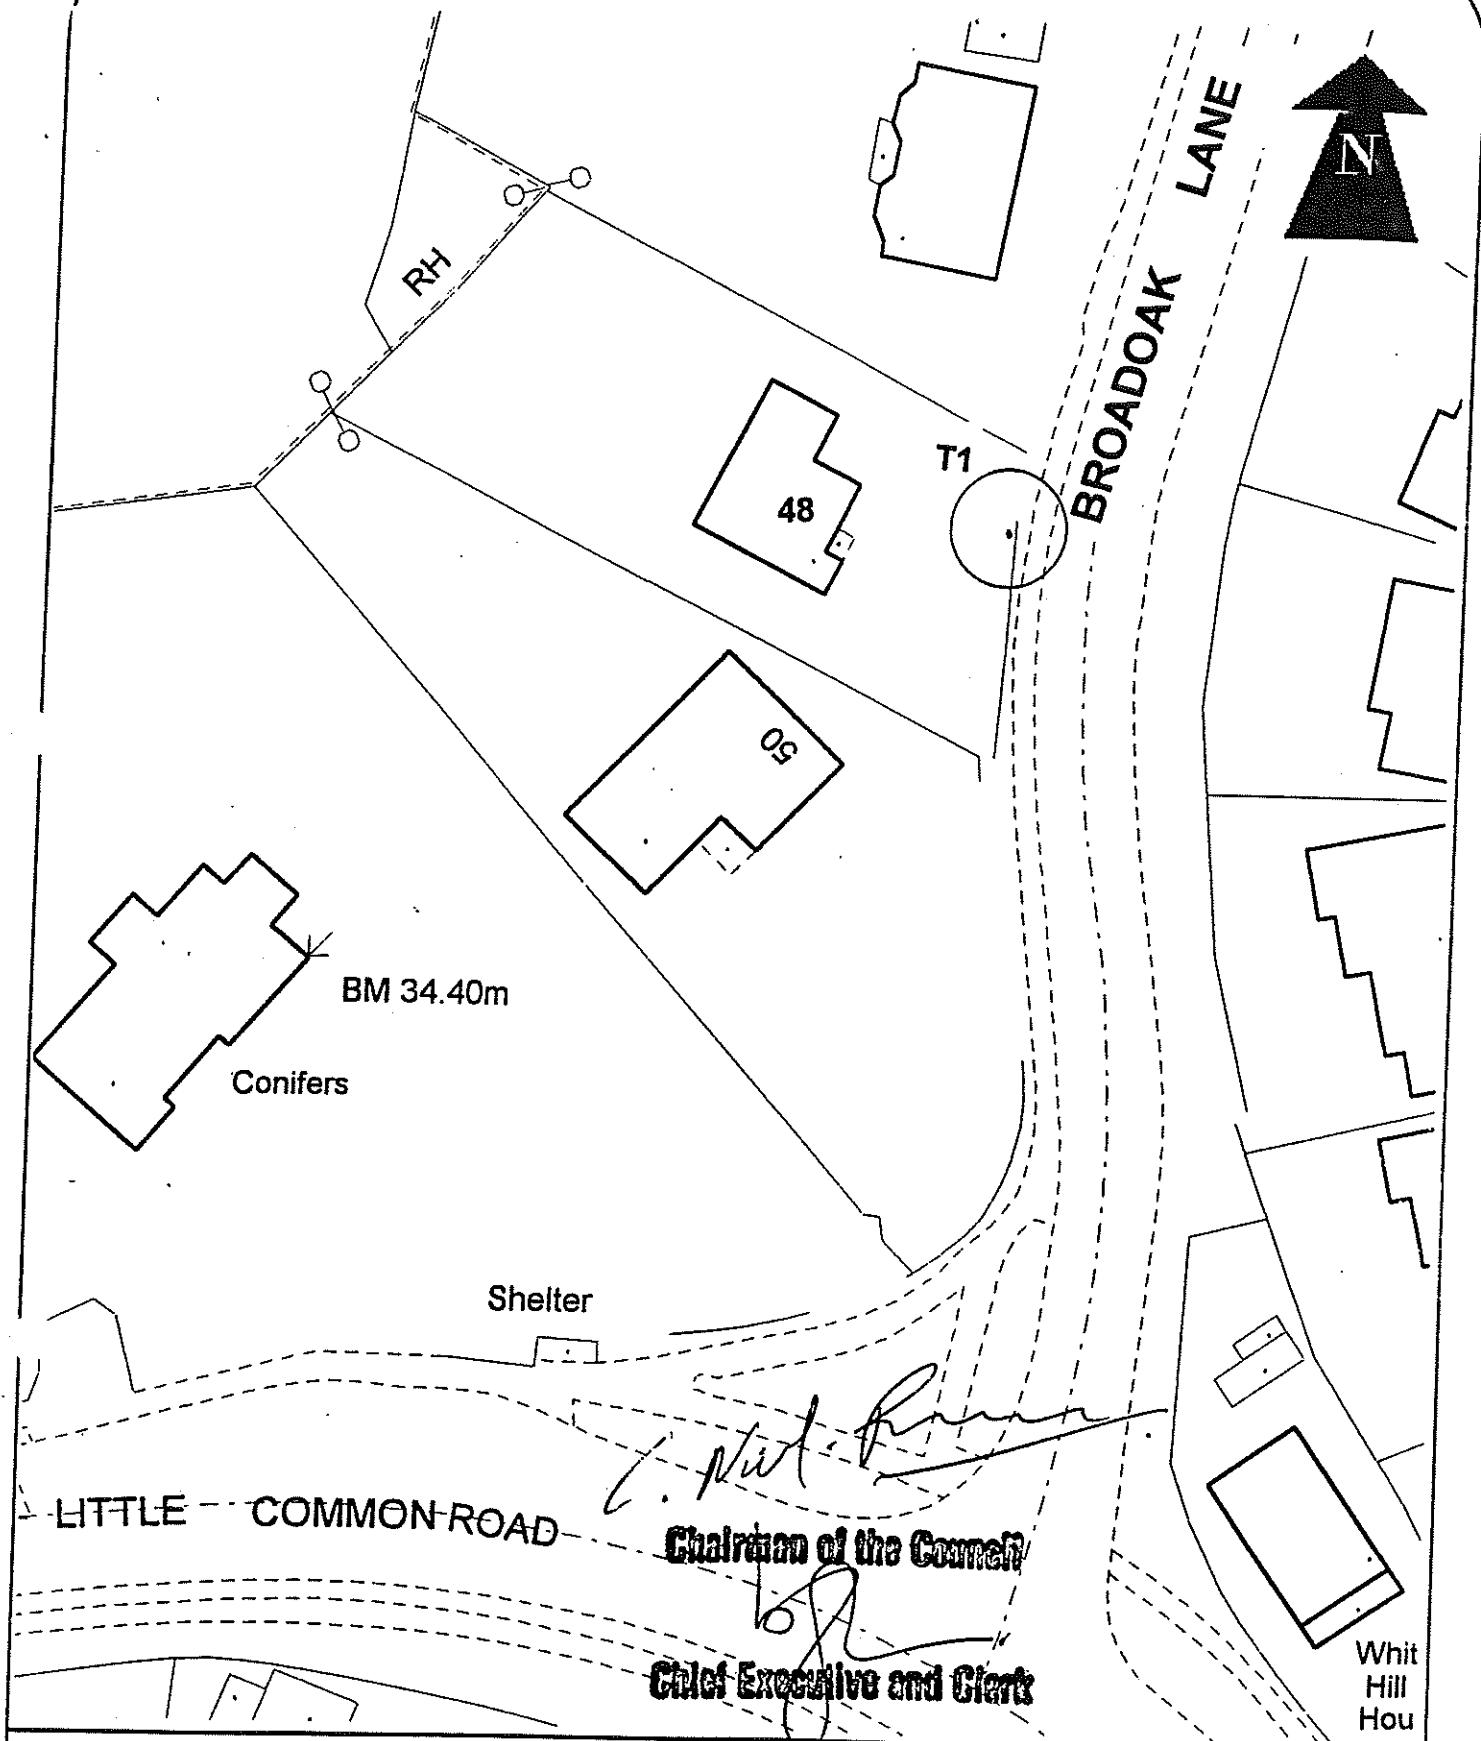 LANE
N
BROADOAK
RH
T1
48
50
BM 34.40m
Conifers
Shelter
LITTLE COMMON ROAD
Chairman of the Council
Chief Executive and Clerk
Whit
Hill
Hou